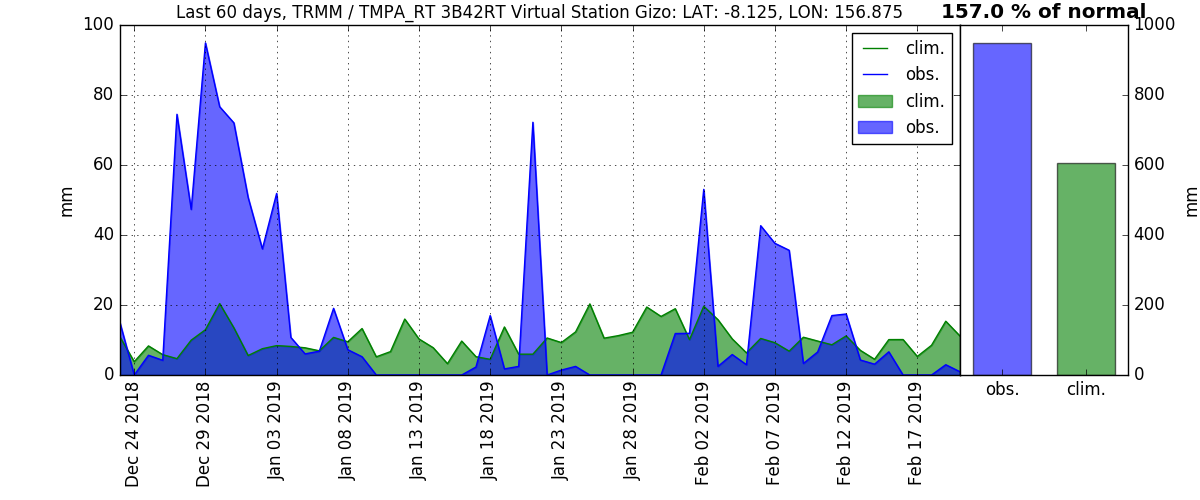 Last 60 days, TRMM / TMPA_RT 3B42RT Virtual Station Gizo: LAT: -8.125, LON: 156.875
157.0 % of normal
100
80
60
40
20
0
mm
clim.
obs.
clim.
obs.
1000
800
600
400
200
0
mm
obs.
clim.
Dec 24 2018
Dec 29 2018
Jan 03 2019
Jan 08 2019
Jan 13 2019
Jan 18 2019
Jan 23 2019
Jan 28 2019
Feb 02 2019
Feb 07 2019
Feb 12 2019
Feb 17 2019